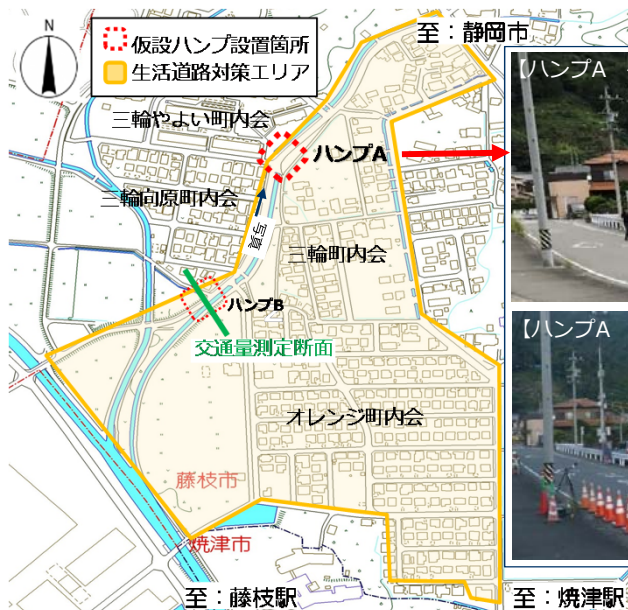 N
仮設ハンプ設置箇所
生活道路対策エリア
至：静岡市
【ハンプA
三輪やよい町内会
ハンプA
三輪向原町内会
写真
三輪町内会
ハンプB
交通量測定断面
【ハンプA
オレンジ町内会
藤枝市
焼津市
至：藤枝駅
至：焼津駅